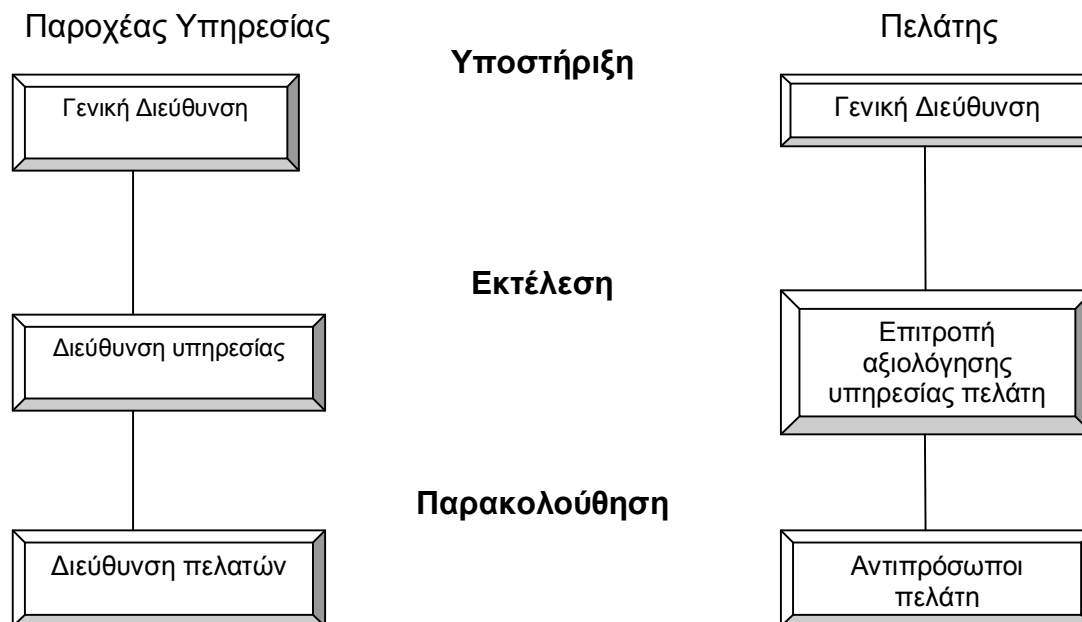 Παροχέας Υπηρεσίας
Υποστήριξη
Πελάτης
Γενική Διεύθυνση
Γενική Διεύθυνση
Εκτέλεση
Διεύθυνση υπηρεσίας
Επιτροπή
αξιολόγησης
υπηρεσίας πελάτη
Παρακολούθηση
Διεύθυνση πελατών
Αντιπρόσωποι
πελάτη